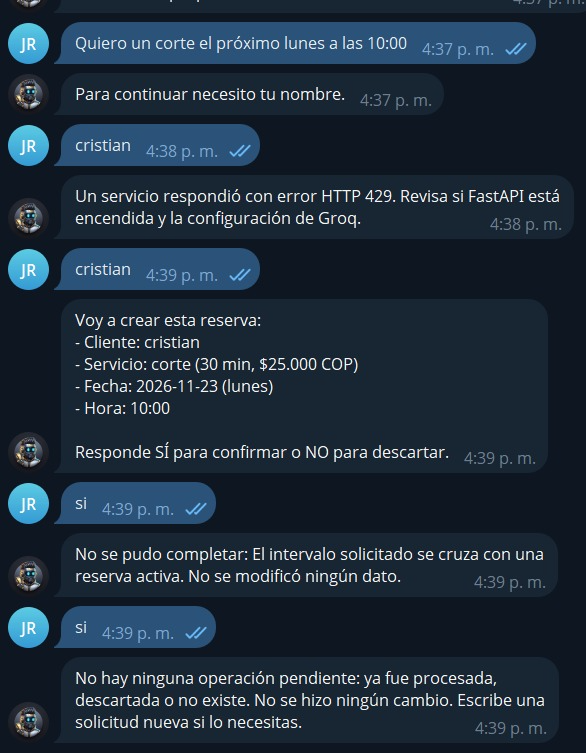 4:37 p. m.
JR
Quiero un corte el próximo lunes a las 10:00 4:37 p. m.
Para continuar necesito tu nombre. 4:37 p. m.
JR
cristian 4:38 p. m.
Un servicio respondió con error HTTP 429. Revisa si FastAPI está
encendida y la configuración de Groq. 4:38 p. m.
JR
cristian 4:39 p. m.
Voy a crear esta reserva:
- Cliente: cristian
- Servicio: corte (30 min, $25.000 COP)
- Fecha: 2026-11-23 (lunes)
- Hora: 10:00
Responde SÍ para confirmar o NO para descartar. 4:39 p. m.
JR
si 4:39 p. m.
No se pudo completar: El intervalo solicitado se cruza con una
reserva activa. No se modificó ningún dato. 4:39 p. m.
JR
si 4:39 p. m.
No hay ninguna operación pendiente: ya fue procesada,
descartada o no existe. No se hizo ningún cambio. Escribe una
solicitud nueva si lo necesitas. 4:39 p. m.